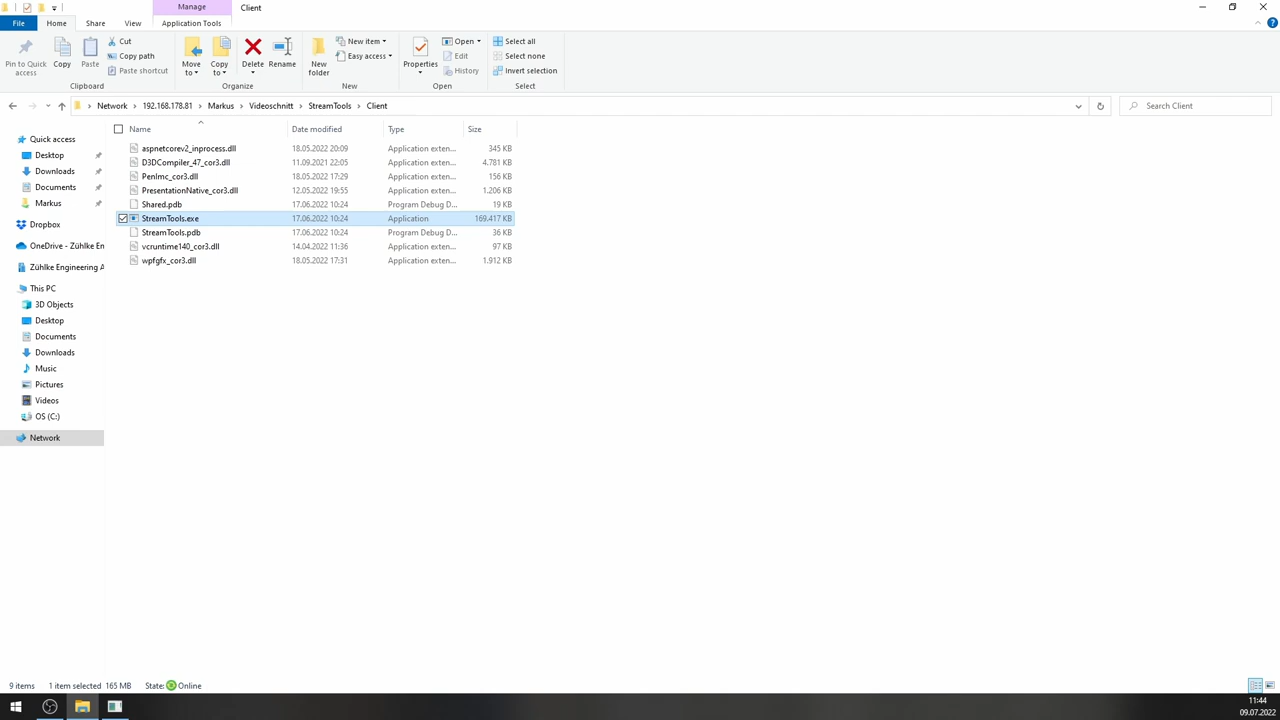 Manage
Client
File
Home
Share
View
Application Tools
Pin to Quick access
Copy
Paste
Cut
Copy path
Paste shortcut
Move to
Copy to
Delete
Rename
New folder
New item
Easy access
Properties
Open
Edit
History
Select all
Select none
Invert selection
Clipboard
Organize
New
Open
Select
Network > 192.168.178.81 > Markus > Videoschnitt > StreamTools > Client
Search Client
Name Date modified Type Size
aspnetcorev2_inprocess.dll 18.05.2022 20:09 Application exten... 345 KB
D3DCompiler_47_cor3.dll 11.09.2021 22:05 Application exten... 4.781 KB
PenImc_cor3.dll 18.05.2022 17:29 Application exten... 156 KB
PresentationNative_cor3.dll 12.05.2022 19:55 Application exten... 1.206 KB
Shared.pdb 17.06.2022 10:24 Program Debug D... 19 KB
StreamTools.exe 17.06.2022 10:24 Application 169.417 KB
StreamTools.pdb 17.06.2022 10:24 Program Debug D... 36 KB
vcruntime140_cor3.dll 14.04.2022 11:36 Application exten... 97 KB
wpfgfx_cor3.dll 18.05.2022 17:31 Application exten... 1.912 KB
Quick access
Desktop
Downloads
Documents
Markus
Dropbox
OneDrive - Zühlke En
Zühlke Engineering A
This PC
3D Objects
Desktop
Documents
Downloads
Music
Pictures
Videos
OS (C:)
Network
9 items 1 item selected 165 MB State: Online
11:44
09.07.2022